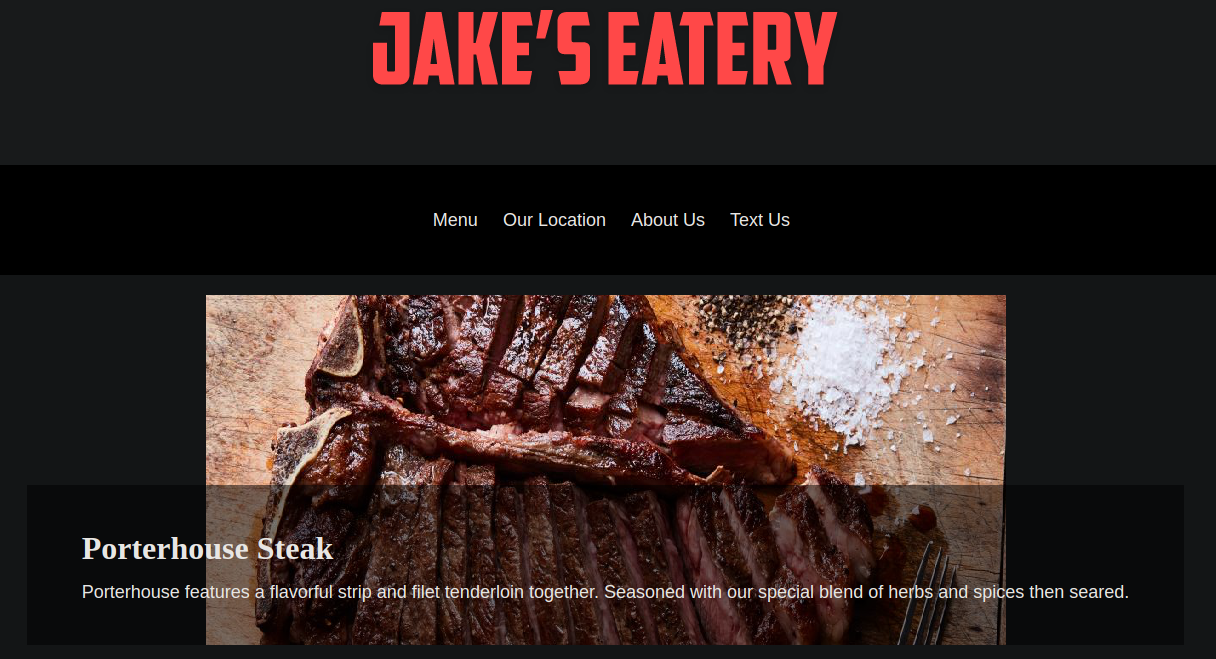 JAKE'S EATERY
Menu Our Location About Us Text Us
Porterhouse Steak
Porterhouse features a flavorful strip and filet tenderloin together. Seasoned with our special blend of herbs and spices then seared.